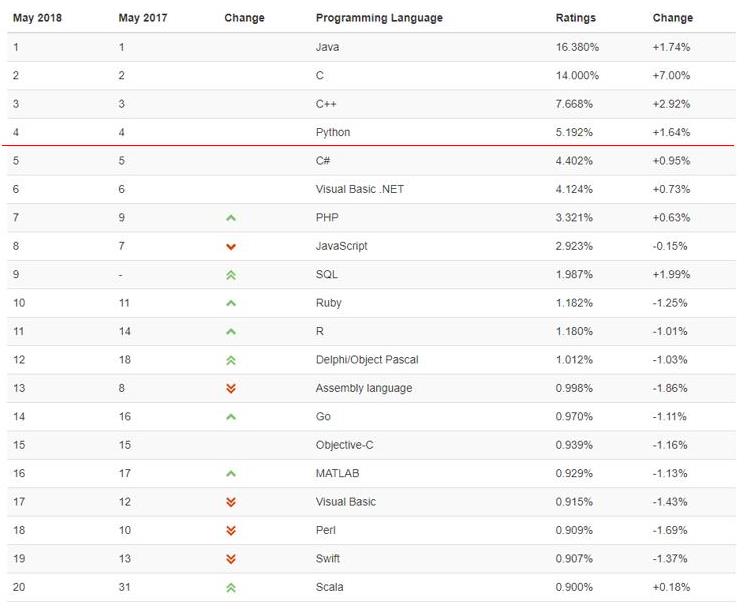 May 2018 May 2017 Change Programming Language Ratings Change
1 1 Java 16.380% +1.74%
2 2 C 14.000% +7.00%
3 3 C++ 7.668% +2.92%
4 4 Python 5.192% +1.64%
5 5 C# 4.402% +0.95%
6 6 Visual Basic .NET 4.124% +0.73%
7 9 PHP 3.321% +0.63%
8 7 JavaScript 2.923% -0.15%
9 - SQL 1.987% +1.99%
10 11 Ruby 1.182% -1.25%
11 14 R 1.180% -1.01%
12 18 Delphi/Object Pascal 1.012% -1.03%
13 8 Assembly language 0.998% -1.86%
14 16 Go 0.970% -1.11%
15 15 Objective-C 0.939% -1.16%
16 17 MATLAB 0.929% -1.13%
17 12 Visual Basic 0.915% -1.43%
18 10 Perl 0.909% -1.69%
19 13 Swift 0.907% -1.37%
20 31 Scala 0.900% +0.18%